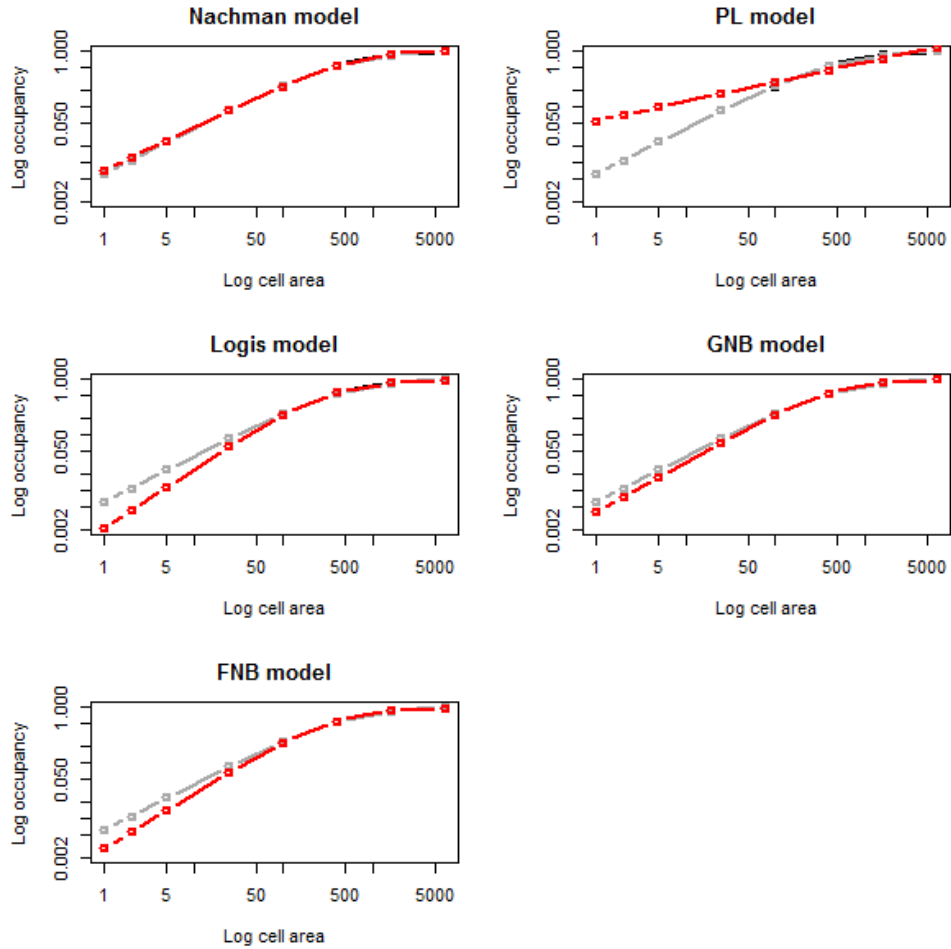 Nachman model
Log occupancy
1.000
0.050
0.002
1 5 50 500 5000
Log cell area
PL model
Log occupancy
1.000
0.050
0.002
1 5 50 500 5000
Log cell area
Logis model
Log occupancy
1.000
0.050
0.002
1 5 50 500 5000
Log cell area
GNB model
Log occupancy
1.000
0.050
0.002
1 5 50 500 5000
Log cell area
FNB model
Log occupancy
1.000
0.050
0.002
1 5 50 500 5000
Log cell area